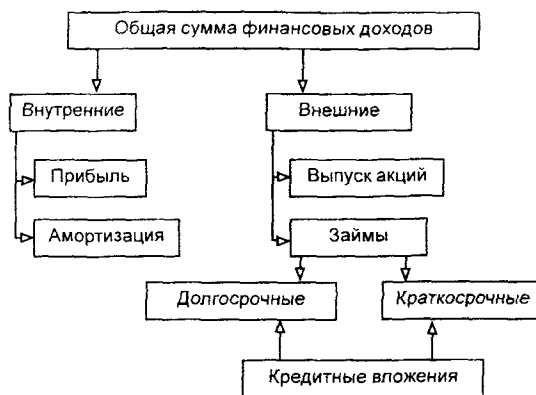 Общая сумма финансовых доходов
Внутренние
Внешние
Прибыль
Выпуск акций
Амортизация
Займы
Долгосрочные
Краткосрочные
Кредитные вложения